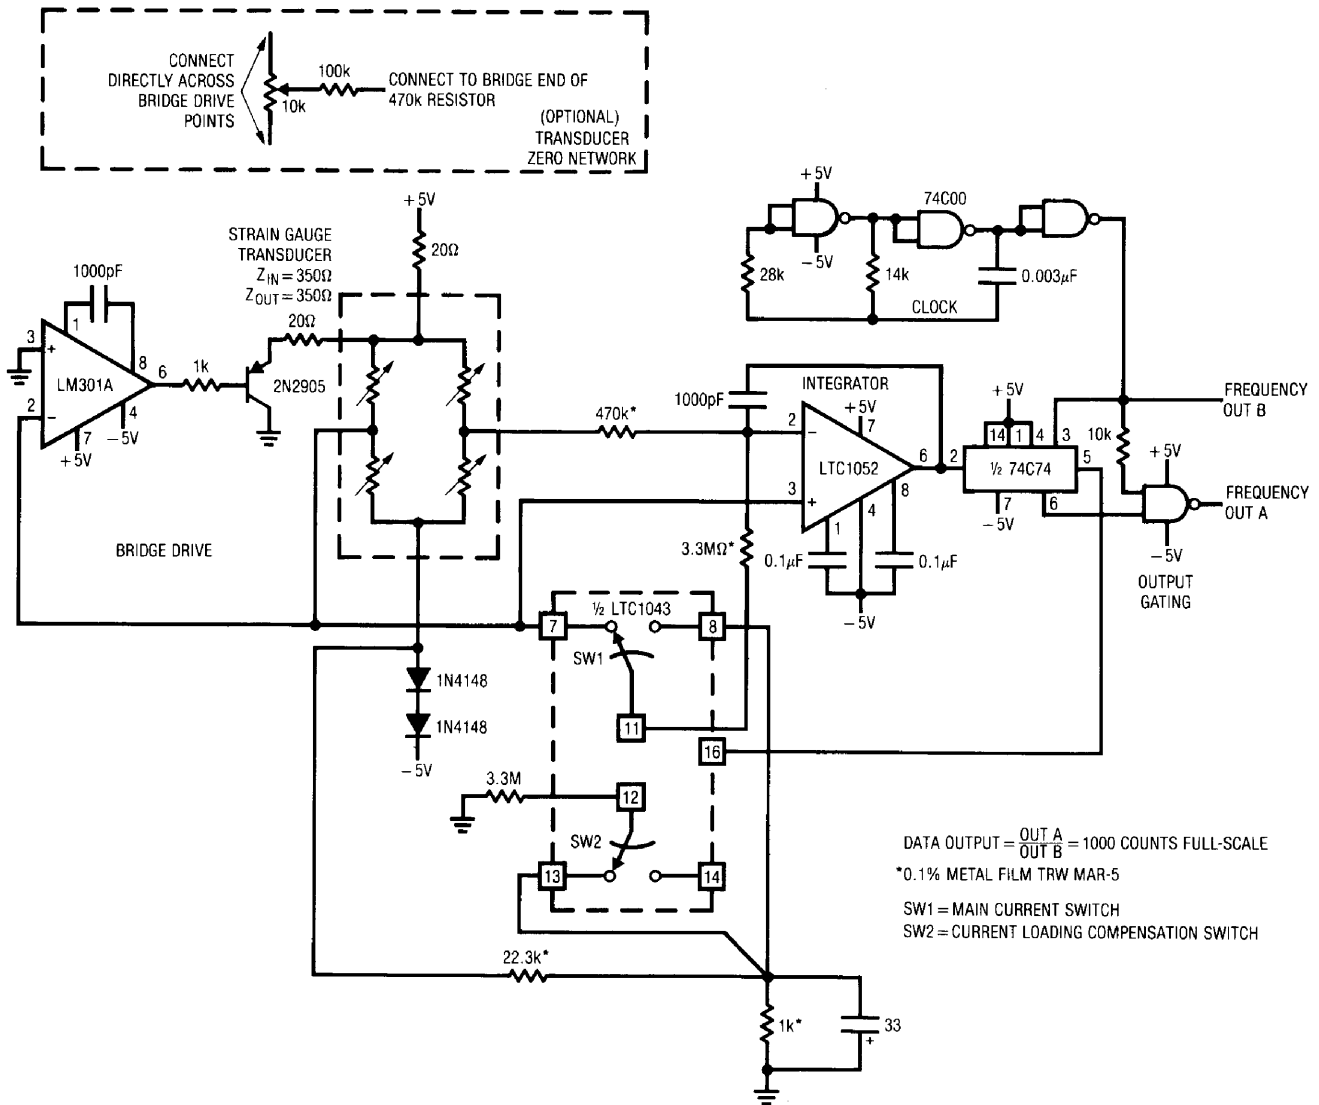 CONNECT
DIRECTLY ACROSS
BRIDGE DRIVE
POINTS
10k
100k
CONNECT TO BRIDGE END OF
470k RESISTOR
(OPTIONAL)
TRANSDUCER
ZERO NETWORK
+5V
20Ω
STRAIN GAUGE
TRANSDUCER
ZIN = 350Ω
ZOUT = 350Ω
20Ω
1000pF
1
8
3
+
LM301A
2
−
6
4
−5V
7
+5V
1k
2N2905
BRIDGE DRIVE
+5V
74C00
−5V
28k
14k
0.003µF
CLOCK
470k*
1000pF
INTEGRATOR
+5V
7
2
−
LTC1052
3
+
6
8
4
1
0.1µF
0.1µF
−5V
3.3MΩ*
+5V
14
1
4
3
2
½ 74C74
5
7
−5V
6
10k
+5V
−5V
FREQUENCY
OUT B
FREQUENCY
OUT A
OUTPUT
GATING
½ LTC1043
7
8
SW1
11
16
12
SW2
13
14
3.3M
1N4148
1N4148
−5V
22.3k*
1k*
33
+
DATA OUTPUT = OUT A / OUT B = 1000 COUNTS FULL-SCALE
*0.1% METAL FILM TRW MAR-5
SW1 = MAIN CURRENT SWITCH
SW2 = CURRENT LOADING COMPENSATION SWITCH